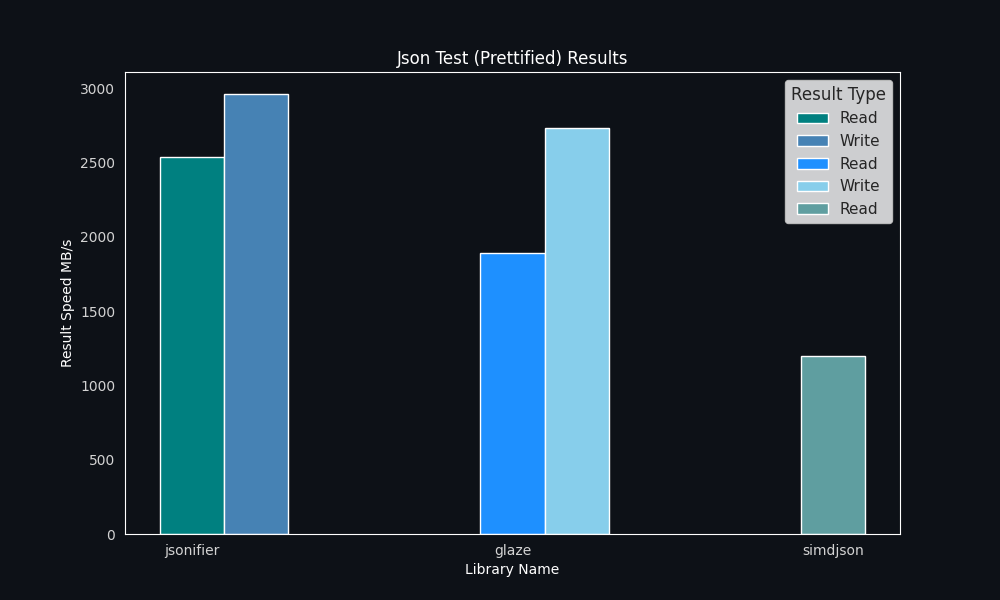 Json Test (Prettified) Results
Result Speed MB/s
3000
2500
2000
1500
1000
500
0
Result Type
Read
Write
Read
Write
Read
jsonifier
glaze
simdjson
Library Name